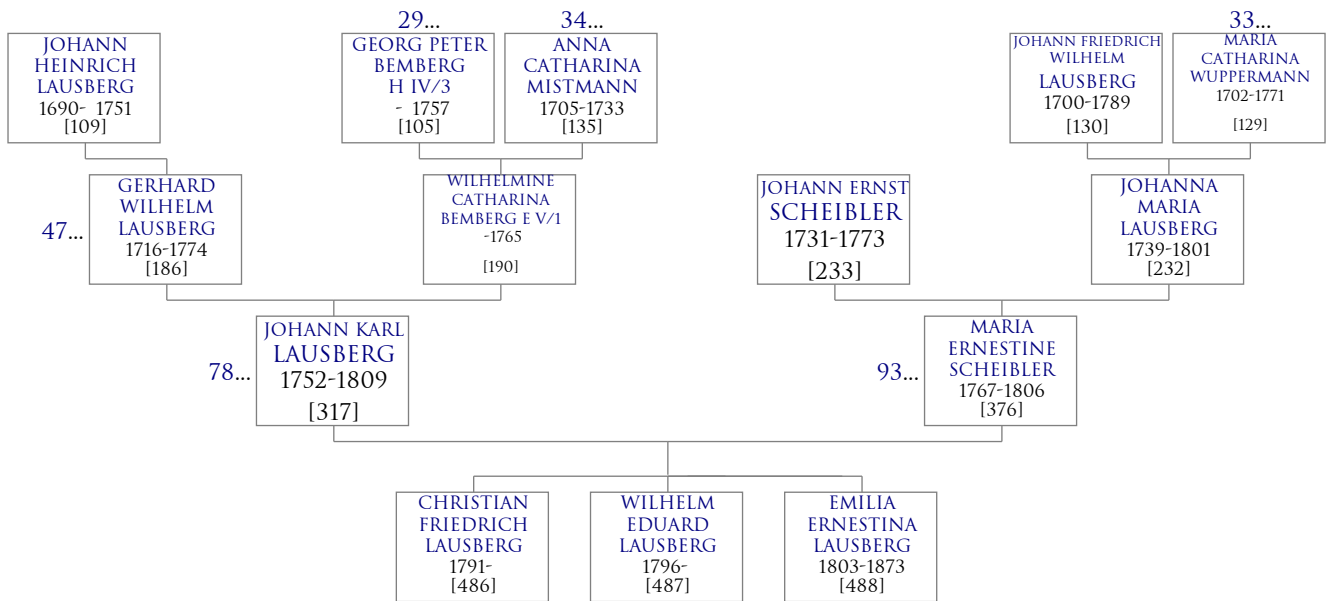 29...
34...
33...
JOHANN
HEINRICH
LAUSBERG
1690- 1751
[109]
GEORG PETER
BEMBERG
H IV/3
- 1757
[105]
ANNA
CATHARINA
MISTMANN
1705-1733
[135]
JOHANN FRIEDRICH
WILHELM
LAUSBERG
1700-1789
[130]
MARIA
CATHARINA
WUPPERMANN
1702-1771
[129]
47...
GERHARD
WILHELM
LAUSBERG
1716-1774
[186]
WILHELMINE
CATHARINA
BEMBERG E V/1
-1765
[190]
JOHANN ERNST
SCHEIBLER
1731-1773
[233]
JOHANNA
MARIA
LAUSBERG
1739-1801
[232]
78...
JOHANN KARL
LAUSBERG
1752-1809
[317]
93...
MARIA
ERNESTINE
SCHEIBLER
1767-1806
[376]
CHRISTIAN
FRIEDRICH
LAUSBERG
1791-
[486]
WILHELM
EDUARD
LAUSBERG
1796-
[487]
EMILIA
ERNESTINA
LAUSBERG
1803-1873
[488]